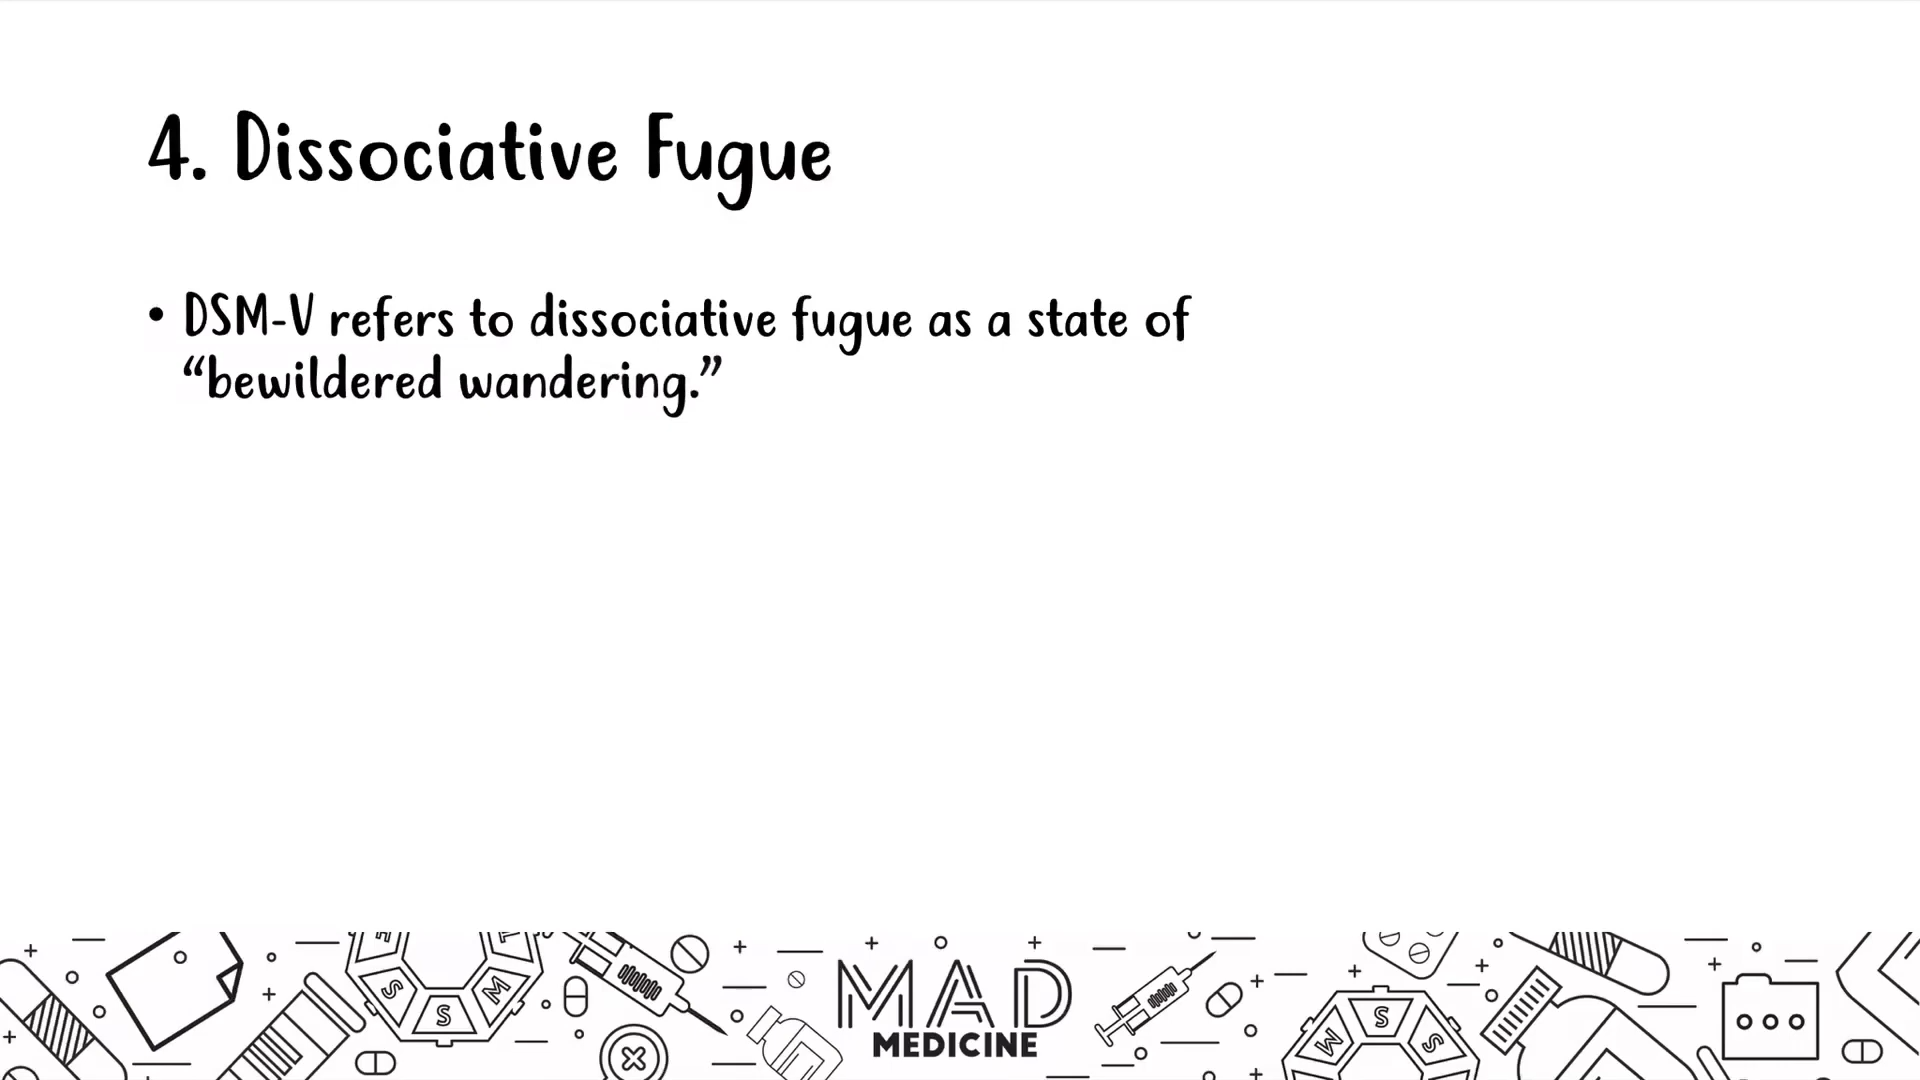 4. Dissociative Fugue
• DSM-V refers to dissociative fugue as a state of
“bewildered wandering.”
S
S
M
MAD
MEDICINE
M
S
S